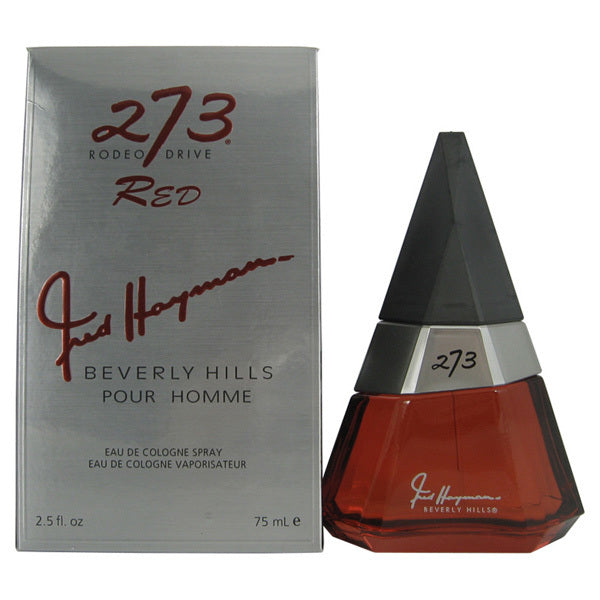 273®
RODEO DRIVE
RED
Fred Hayman
BEVERLY HILLS
POUR HOMME
EAU DE COLOGNE SPRAY
EAU DE COLOGNE VAPORISATEUR
2.5 fl. oz 75 mL ℮
273
Fred Hayman
BEVERLY HILLS®